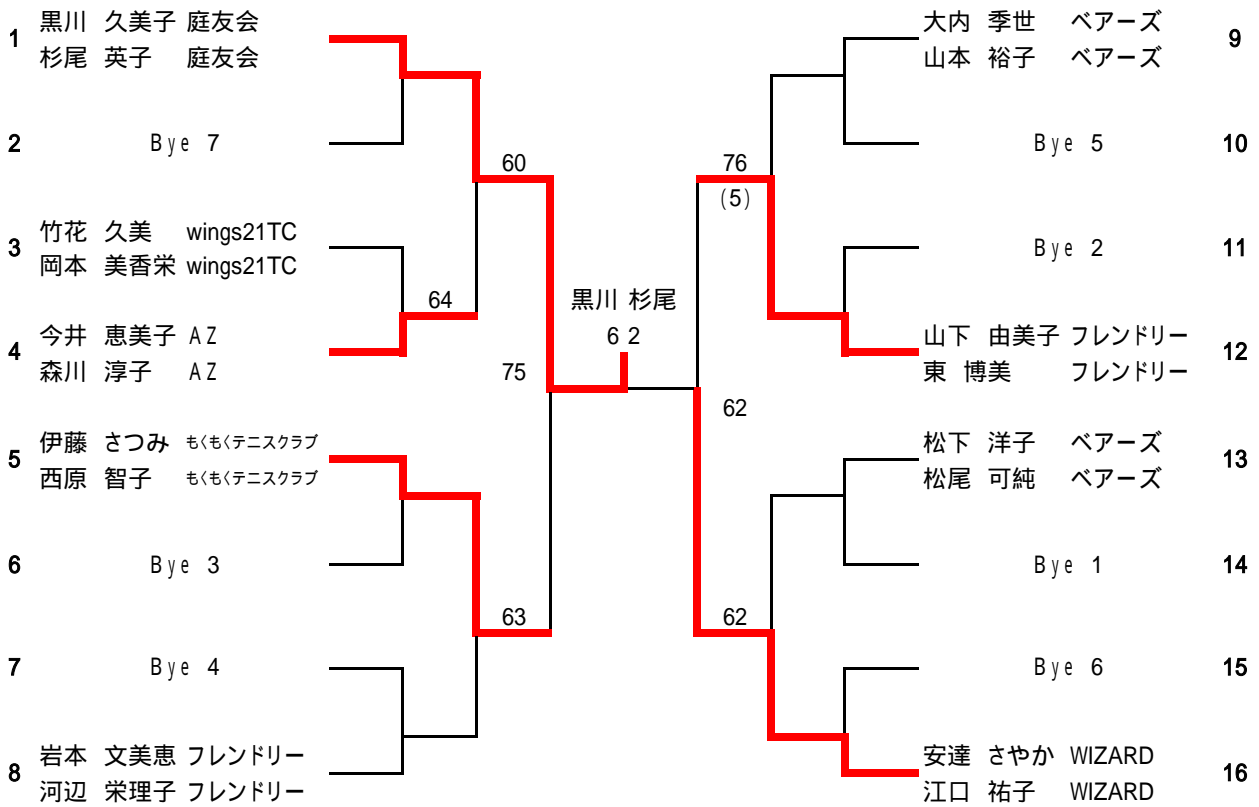 1 黒川 久美子 庭友会
杉尾 英子 庭友会
2 Bye 7
3 竹花 久美 wings21TC
岡本 美香栄 wings21TC
4 今井 恵美子 AZ
森川 淳子 AZ
5 伊藤 さつみ もくもくテニスクラブ
西原 智子 もくもくテニスクラブ
6 Bye 3
7 Bye 4
8 岩本 文美恵 フレンドリー
河辺 栄理子 フレンドリー
64
60
63
75
黒川 杉尾
6 2
76
(5)
62
62
大内 季世 ベアーズ 9
山本 裕子 ベアーズ
Bye 5 10
Bye 2 11
山下 由美子 フレンドリー 12
東 博美 フレンドリー
松下 洋子 ベアーズ 13
松尾 可純 ベアーズ
Bye 1 14
Bye 6 15
安達 さやか WIZARD 16
江口 祐子 WIZARD